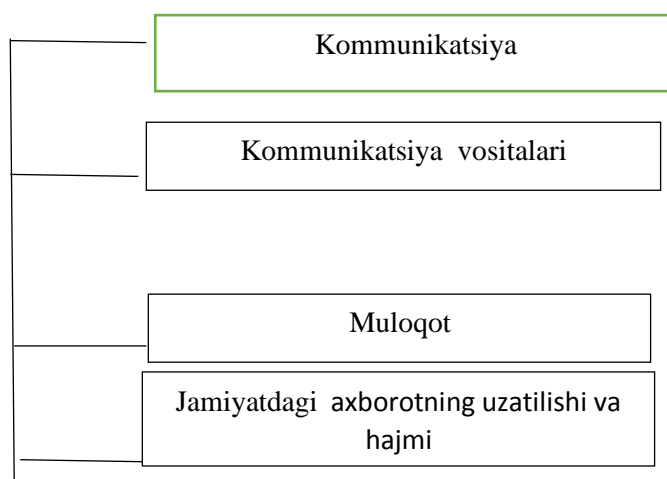 Kommunikatsiya
Kommunikatsiya vositalari
Muloqot
Jamiyatdagi axborotning uzatilishi va
hajmi